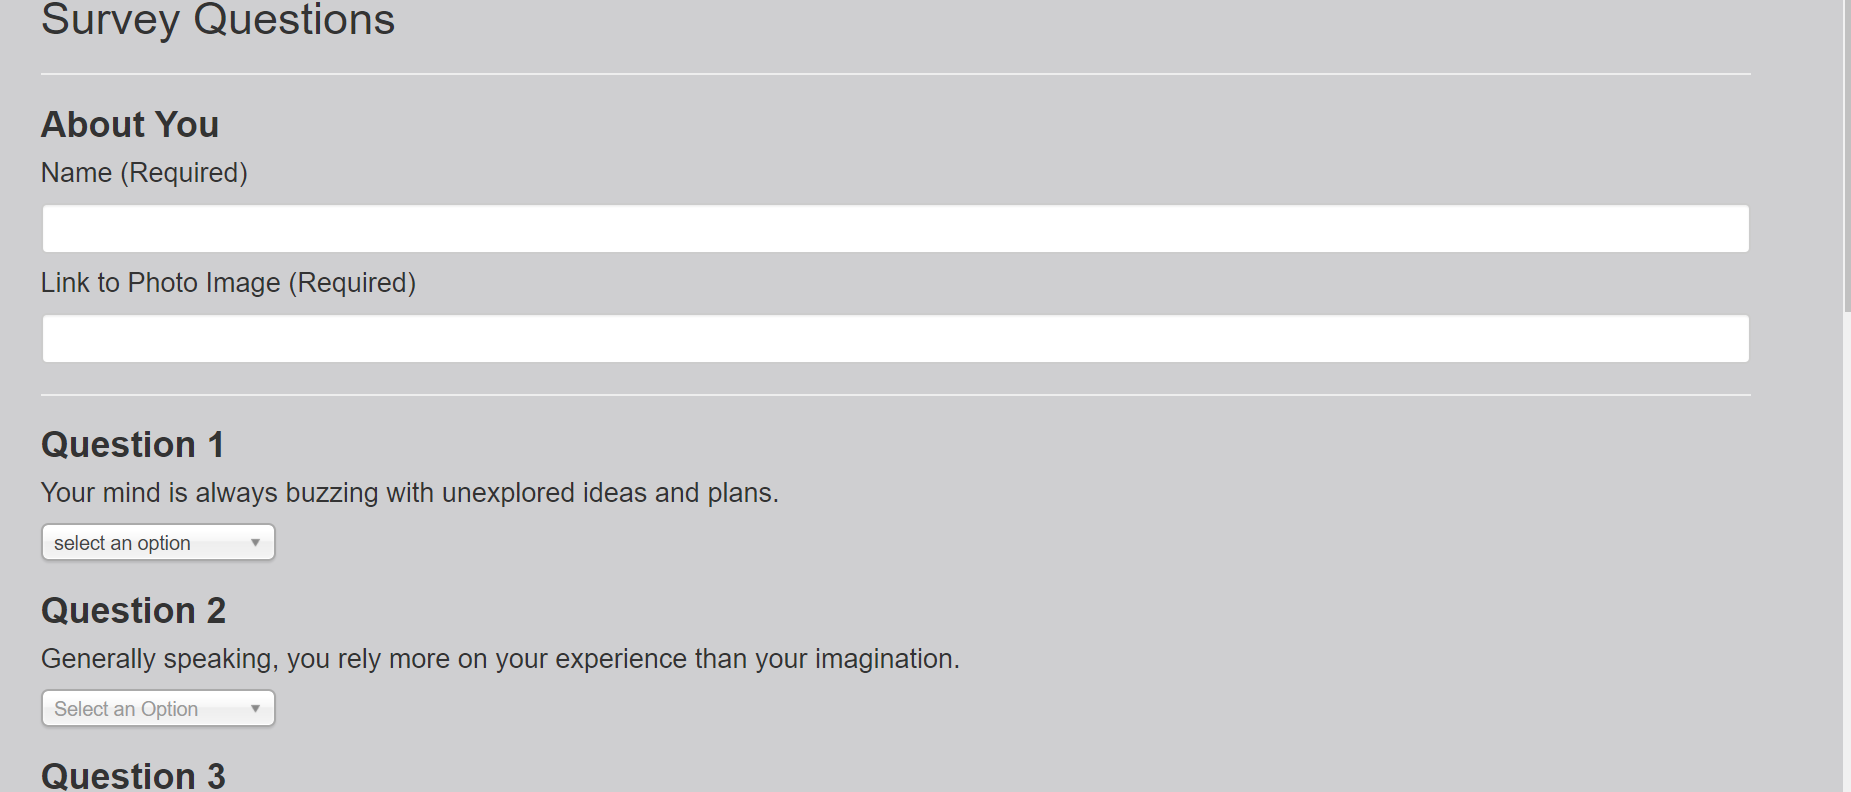 Survey Questions
About You
Name (Required)
Link to Photo Image (Required)
Question 1
Your mind is always buzzing with unexplored ideas and plans.
select an option
Question 2
Generally speaking, you rely more on your experience than your imagination.
Select an Option
Question 3